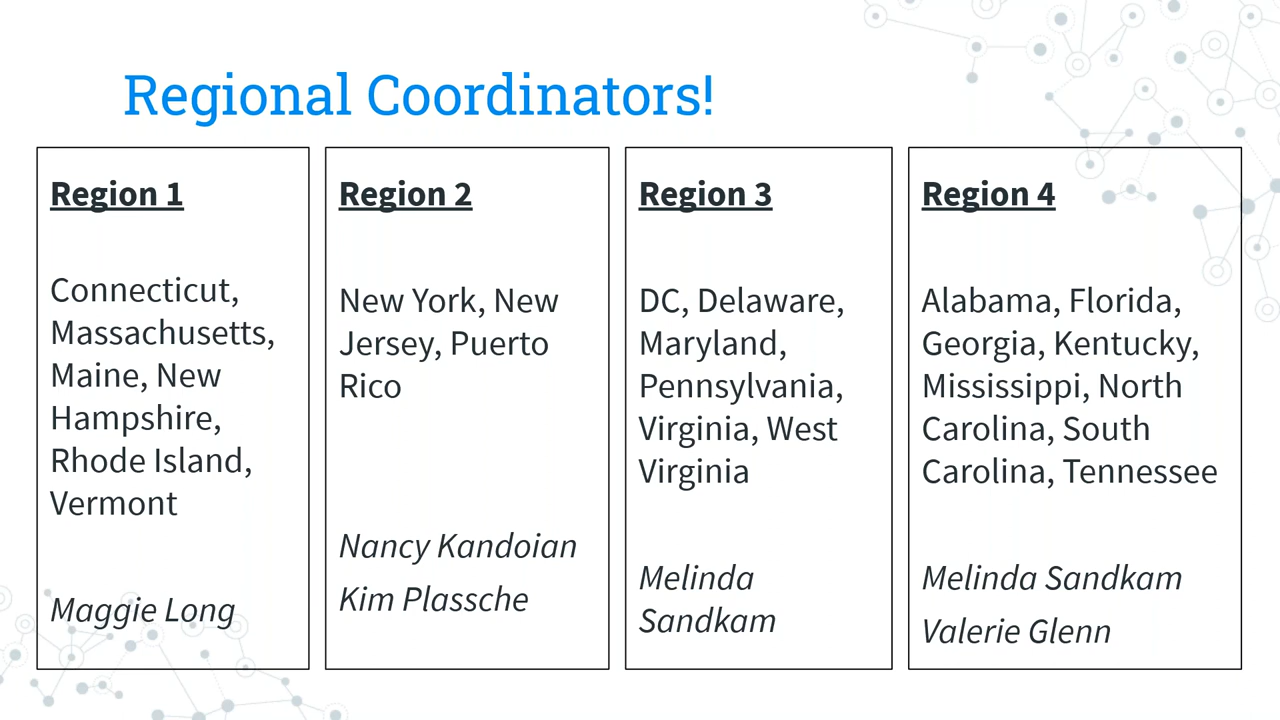 Regional Coordinators!
Region 1
Connecticut,
Massachusetts,
Maine, New
Hampshire,
Rhode Island,
Vermont
Maggie Long
Region 2
New York, New
Jersey, Puerto
Rico
Nancy Kandoian
Kim Plassche
Region 3
DC, Delaware,
Maryland,
Pennsylvania,
Virginia, West
Virginia
Melinda
Sandkam
Region 4
Alabama, Florida,
Georgia, Kentucky,
Mississippi, North
Carolina, South
Carolina, Tennessee
Melinda Sandkam
Valerie Glenn